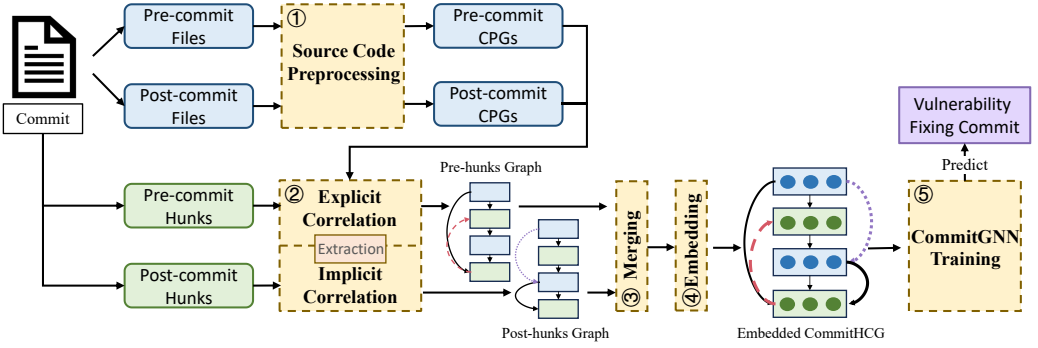 Commit
Pre-commit
Files
Post-commit
Files
①
Source Code
Preprocessing
Pre-commit
CPGs
Post-commit
CPGs
Pre-commit
Hunks
Post-commit
Hunks
②
Explicit
Correlation
Extraction
Implicit
Correlation
Pre-hunks Graph
Post-hunks Graph
③ Merging
④ Embedding
Embedded CommitHCG
⑤
CommitGNN
Training
Predict
Vulnerability
Fixing Commit